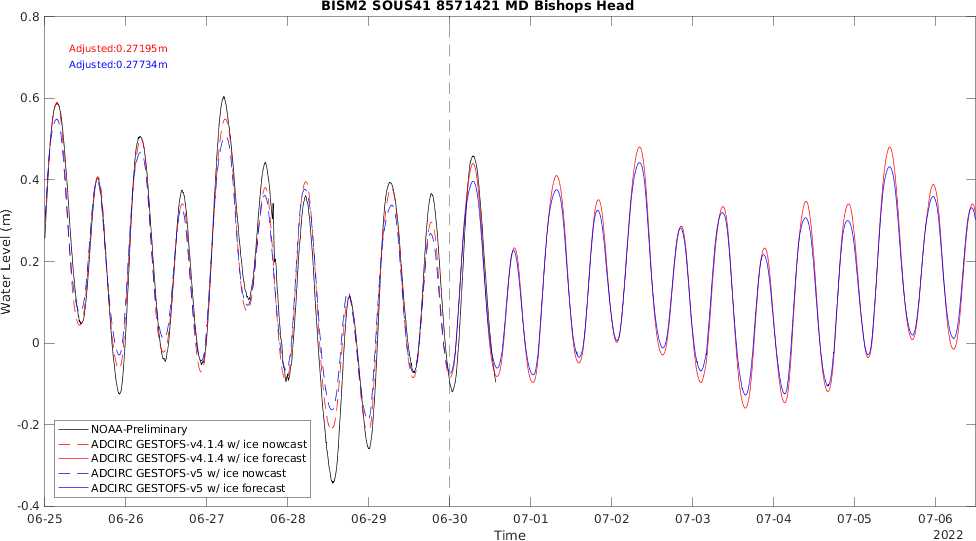 BISM2 SOUS41 8571421 MD Bishops Head
Adjusted:0.27195m
Adjusted:0.27734m
Water Level (m)
0.8
0.6
0.4
0.2
0
-0.2
-0.4
NOAA-Preliminary
ADCIRC GESTOFS-v4.1.4 w/ ice nowcast
ADCIRC GESTOFS-v4.1.4 w/ ice forecast
ADCIRC GESTOFS-v5 w/ ice nowcast
ADCIRC GESTOFS-v5 w/ ice forecast
06-25 06-26 06-27 06-28 06-29 06-30 07-01 07-02 07-03 07-04 07-05 07-06
Time
2022